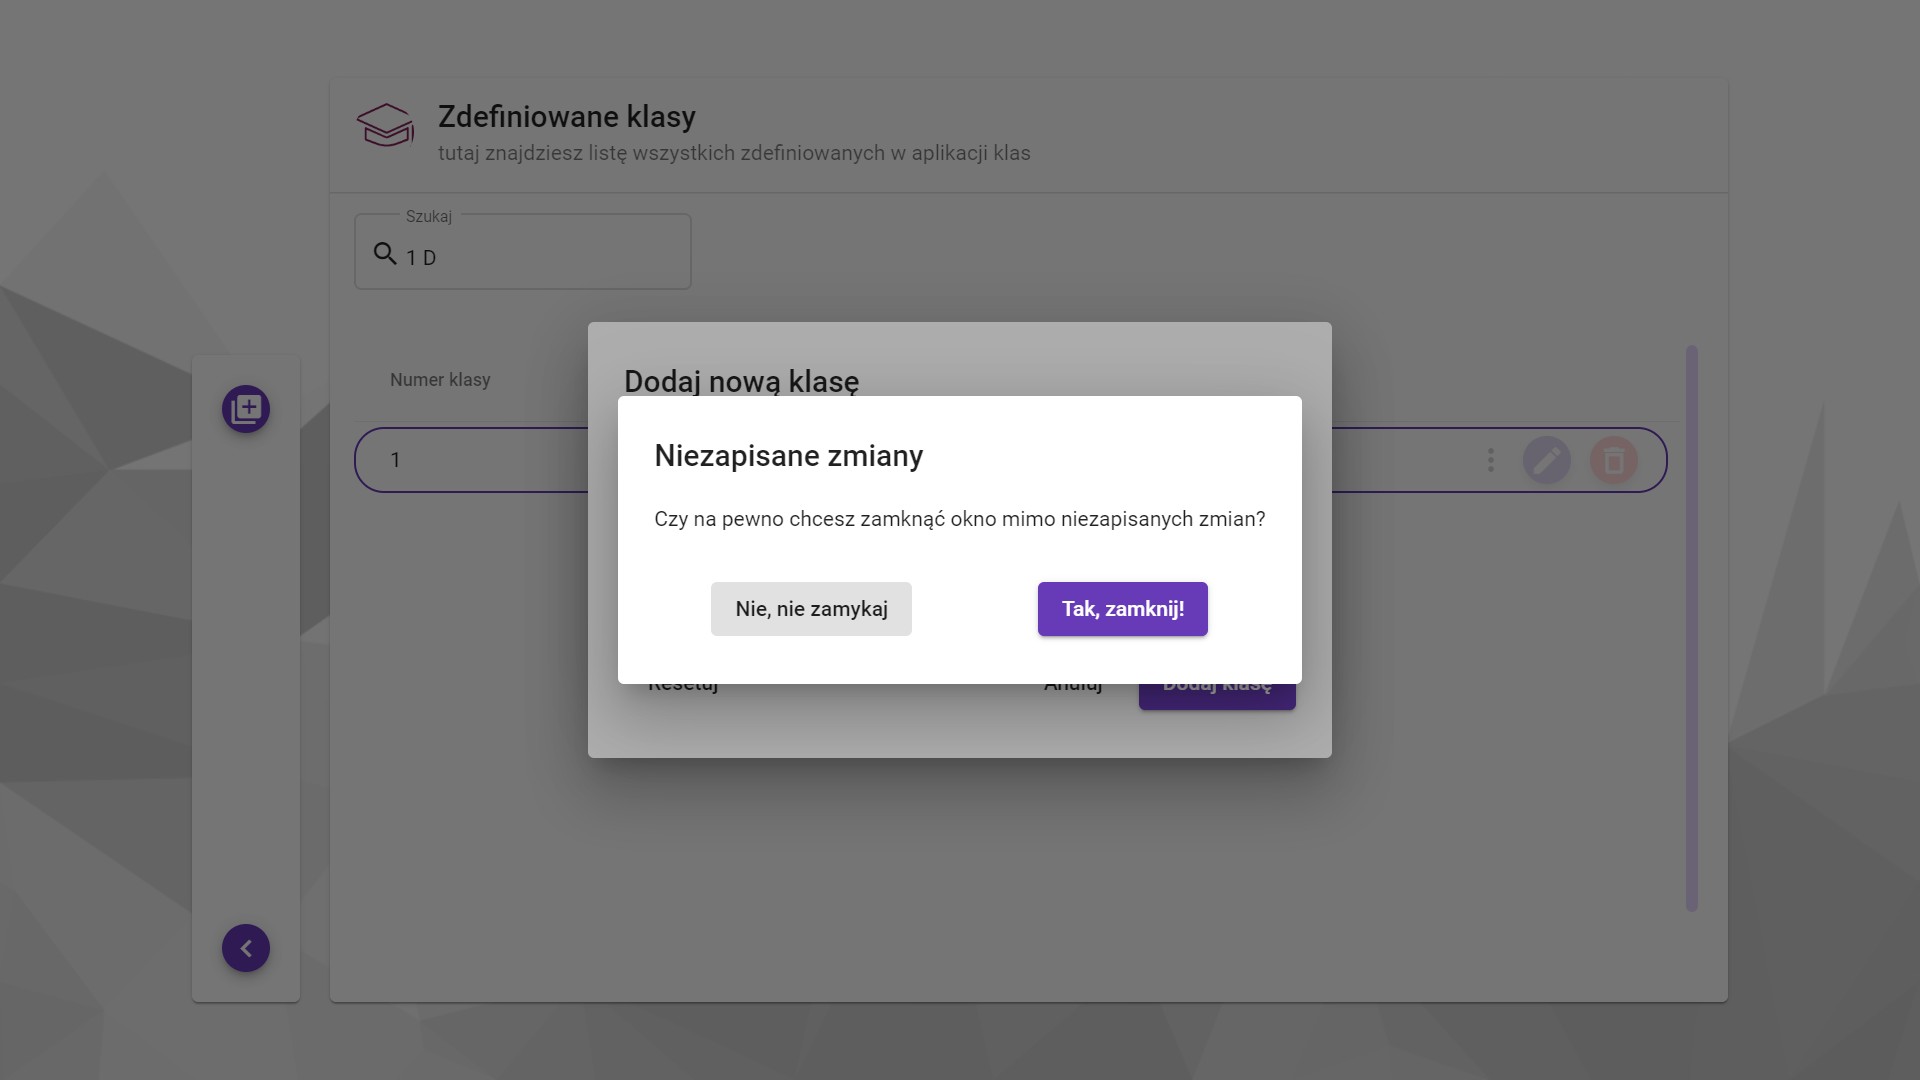 Zdefiniowane klasy
tutaj znajdziesz listę wszystkich zdefiniowanych w aplikacji klas
Szukaj
1 D
Numer klasy
1
Dodaj nową klasę
Niezapisane zmiany
Czy na pewno chcesz zamknąć okno mimo niezapisanych zmian?
Nie, nie zamykaj
Tak, zamknij!
Resetuj
Anuluj
Dodaj klasę